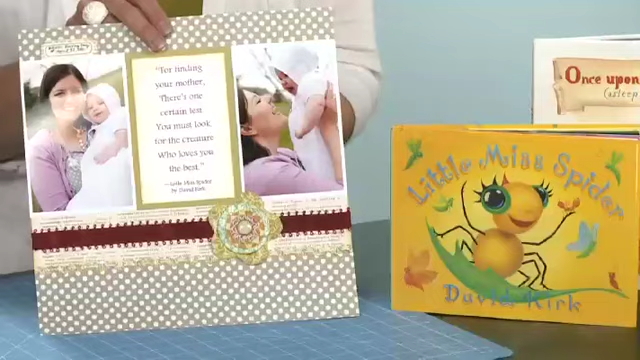 "For finding
your mother,
There's one
certain test.
You must look
for the creature
Who loves you
the best."
—Little Miss Spider
by David Kirk
Once upon
(asleep
Little Miss Spider
David Kirk